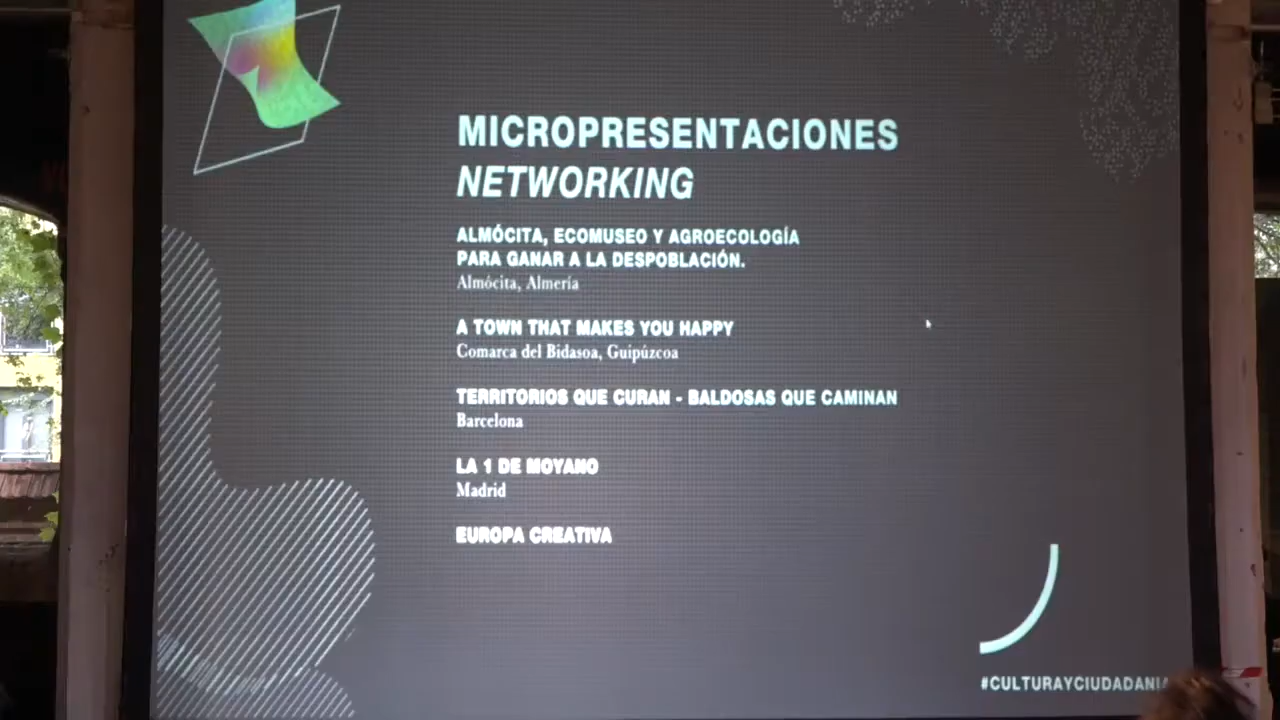 MICROPRESENTACIONES
NETWORKING
ALMÓCITA, ECOMUSEO Y AGROECOLOGÍA
PARA GANAR A LA DESPOBLACIÓN.
Almócita, Almería
A TOWN THAT MAKES YOU HAPPY
Comarca del Bidasoa, Guipúzcoa
TERRITORIOS QUE CURAN - BALDOSAS QUE CAMINAN
Barcelona
LA 1 DE MOYANO
Madrid
EUROPA CREATIVA
#CULTURAYCIUDADANIA